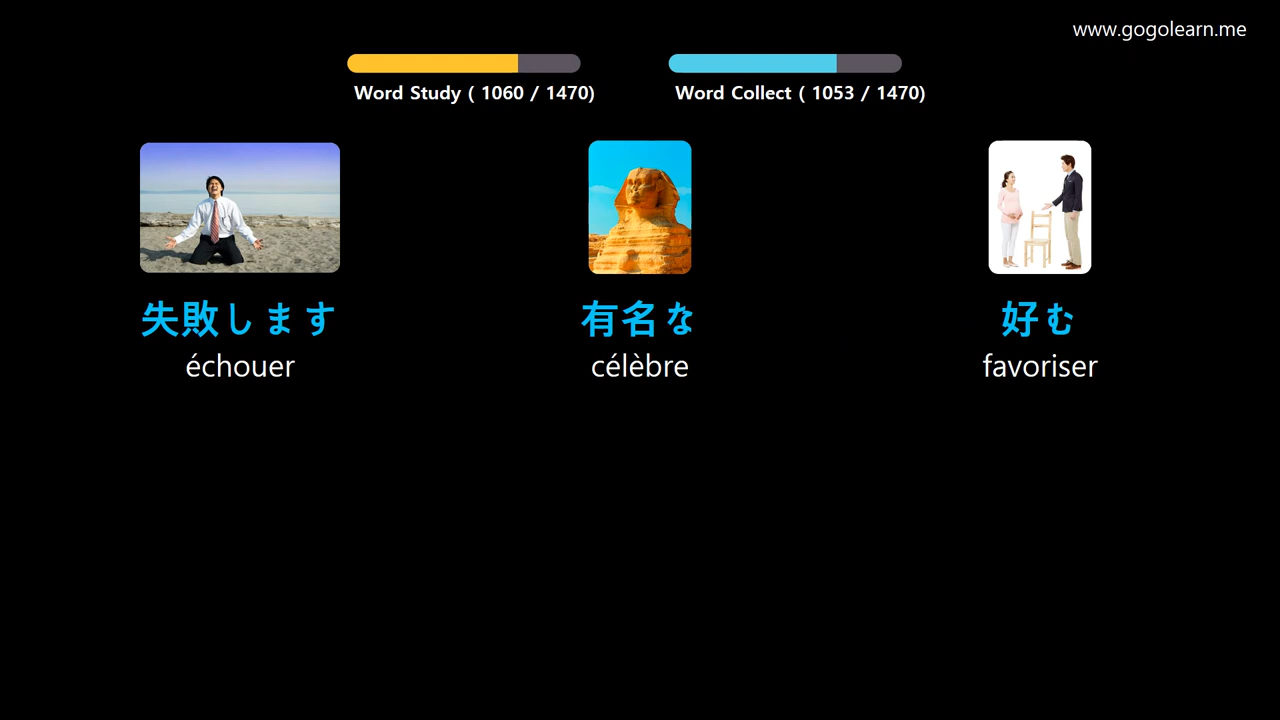 www.gogolearn.me
Word Study ( 1060 / 1470)
Word Collect ( 1053 / 1470)
失敗します
échouer
有名な
célèbre
好む
favoriser